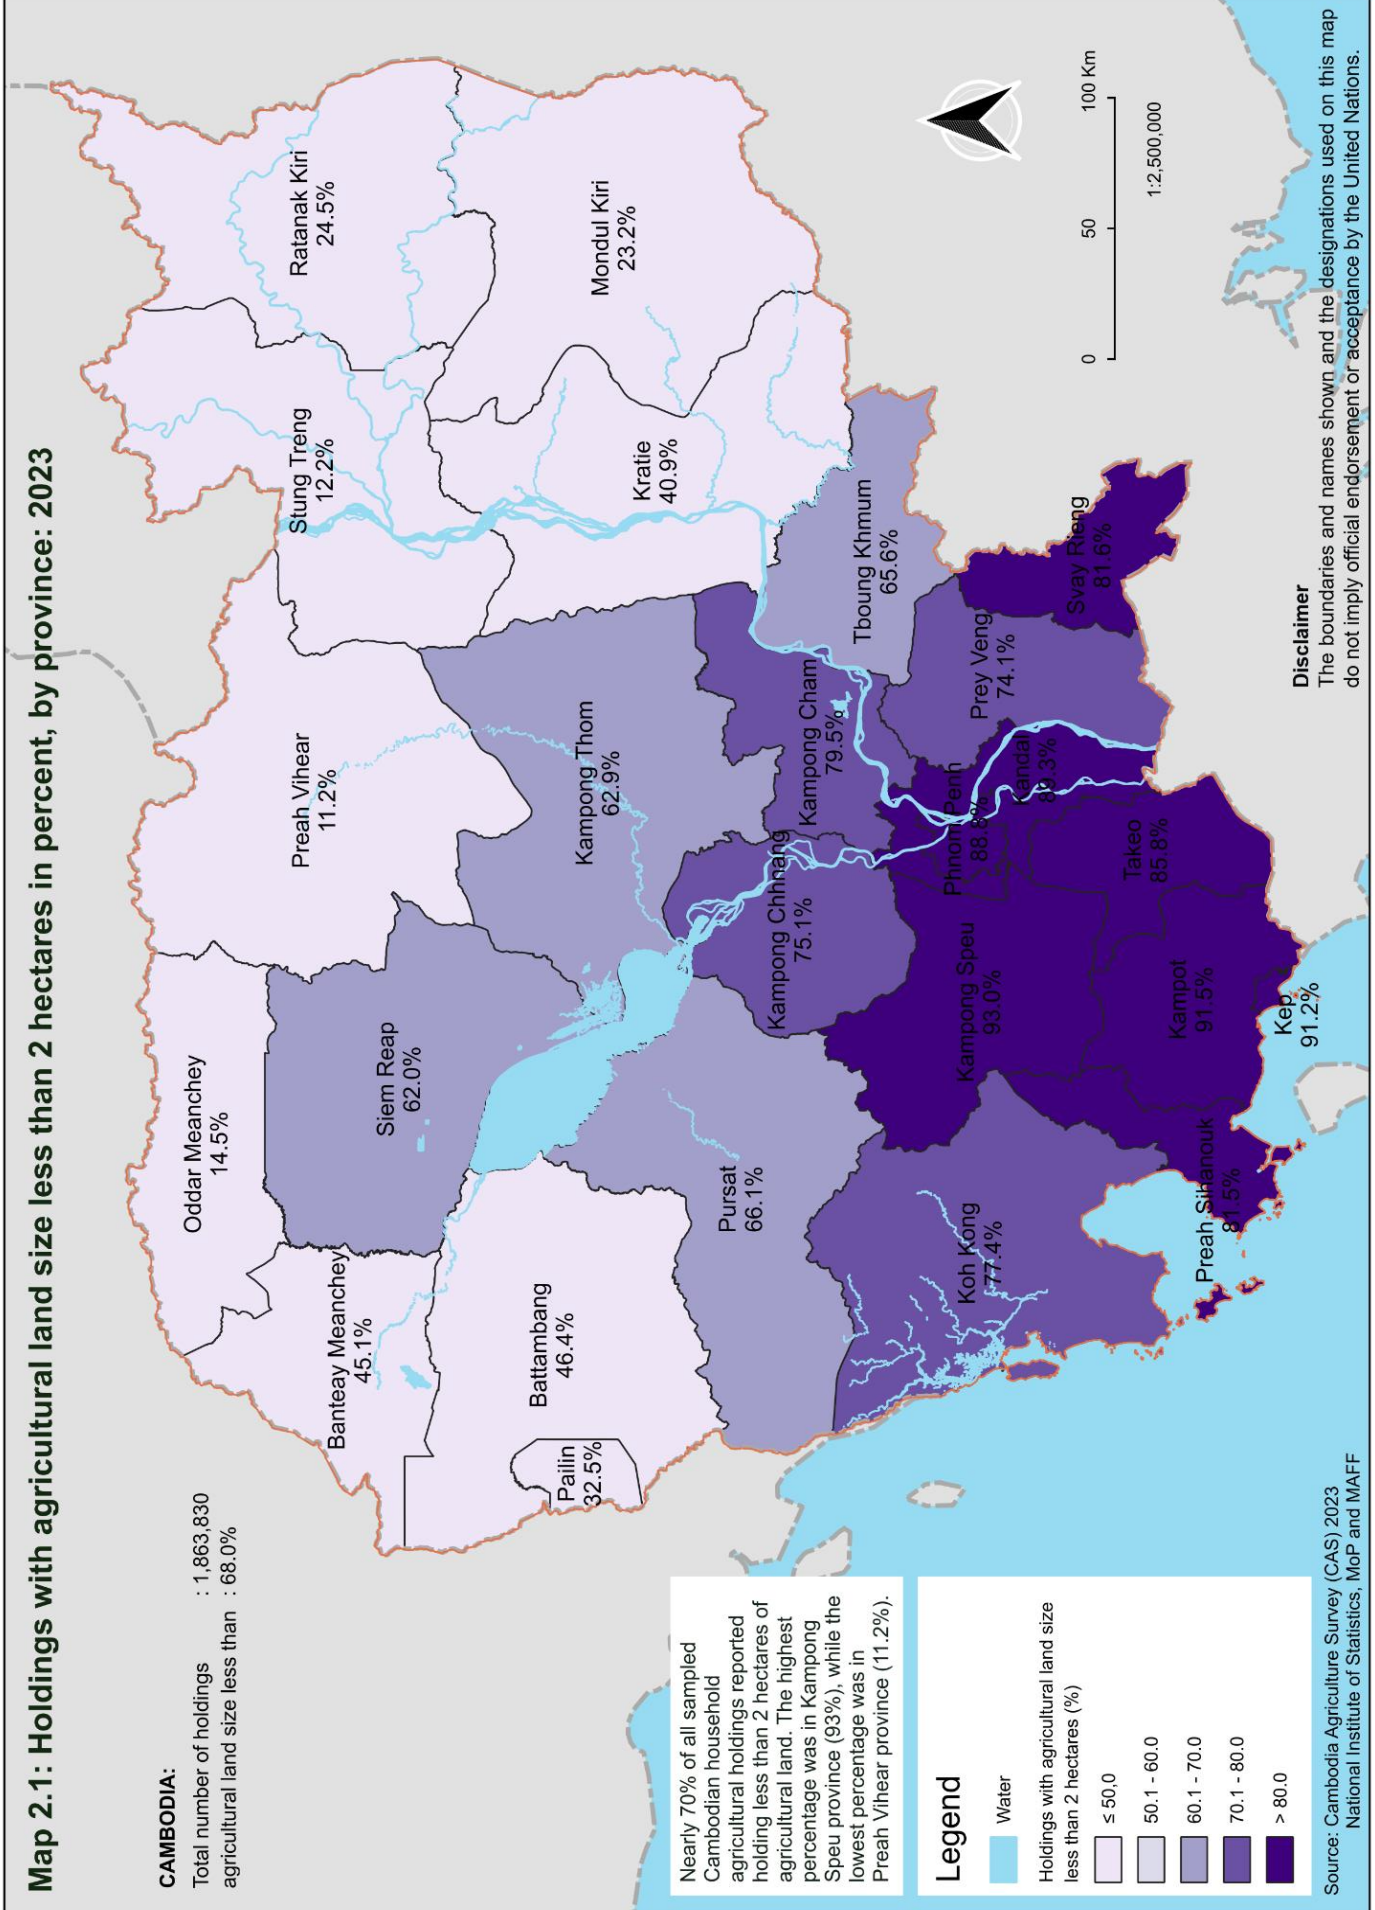 Map 2.1: Holdings with agricultural land size less than 2 hectares in percent, by province: 2023
CAMBODIA:
Total number of holdings : 1,863,830
agricultural land size less than : 68.0%
Oddar Meanchey
14.5%
Preah Vihear
11.2%
Stung Treng
12.2%
Ratanak Kiri
24.5%
Banteay Meanchey
45.1%
Siem Reap
62.0%
Battambang
46.4%
Pailin
32.5%
Kampong Thom
62.9%
Kratie
40.9%
Mondul Kiri
23.2%
Pursat
66.1%
Kampong Chhnang
75.1%
Kampong Cham
79.5%
Tboung Khmum
65.6%
Koh Kong
77.4%
Kampong Speu
93.0%
Phnom Penh
88.8%
Kandal
89.3%
Prey Veng
74.1%
Svay Rieng
81.6%
Takeo
85.8%
Kampot
91.5%
Kep
91.2%
Preah Sihanouk
81.5%
Nearly 70% of all sampled
Cambodian household
agricultural holdings reported
holding less than 2 hectares of
agricultural land. The highest
percentage was in Kampong
Speu province (93%), while the
lowest percentage was in
Preah Vihear province (11.2%).
Legend
Water
Holdings with agricultural land size
less than 2 hectares (%)
≤ 50,0
50.1 - 60.0
60.1 - 70.0
70.1 - 80.0
> 80.0
0 50 100 Km
1:2,500,000
Disclaimer
The boundaries and names shown and the designations used on this map
do not imply official endorsement or acceptance by the United Nations.
Source: Cambodia Agriculture Survey (CAS) 2023
National Institute of Statistics, MoP and MAFF